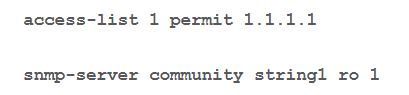 access-list 1 permit 1.1.1.1
snmp-server community string1 ro 1